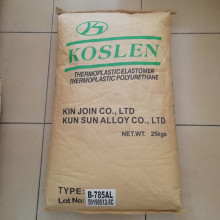 KOSLEN
THERMOPLASTIC ELASTOMER
THERMOPLASTIC POLYURETHANE
KIN JOIN CO., LTD
KUN SUN ALLOY CO., LTD
NET.WT. 25kgs
TYPE: B-785AL
Lot No: